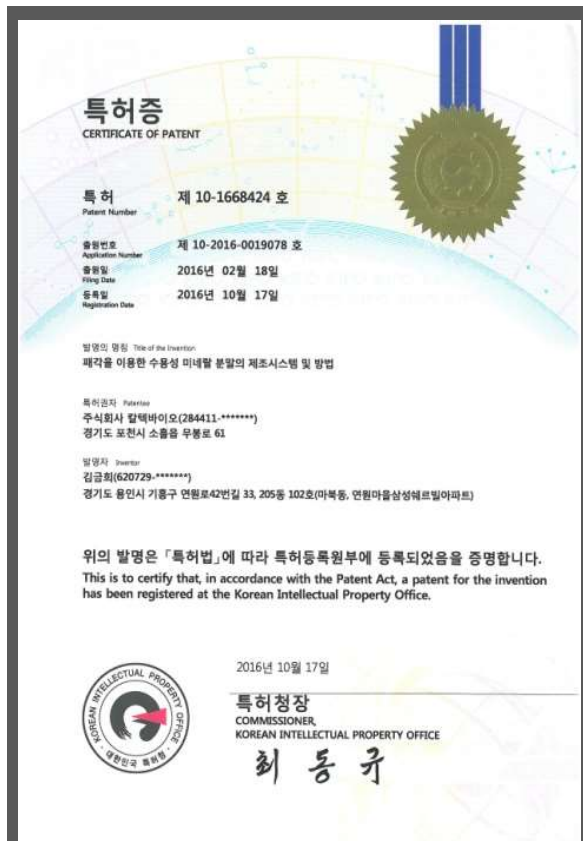 특허증
CERTIFICATE OF PATENT
특허 제 10-1668424 호
Patent Number
출원번호 제 10-2016-0019078 호
Application Number
출원일 2016년 02월 18일
Filing Date
등록일 2016년 10월 17일
Registration Date
발명의 명칭 Title of the Invention
패각을 이용한 수용성 미네랄 분말의 제조시스템 및 방법
특허권자 Patentee
주식회사 칼텍바이오(284411-*******)
경기도 포천시 소흘읍 무봉로 61
발명자 Inventor
김금희(620729-*******)
경기도 용인시 기흥구 연원로42번길 33, 205동 102호(마북동, 연원마을삼성쉐르빌아파트)
위의 발명은 「특허법」에 따라 특허등록원부에 등록되었음을 증명합니다.
This is to certify that, in accordance with the Patent Act, a patent for the invention
has been registered at the Korean Intellectual Property Office.
2016년 10월 17일
특허청장
COMMISSIONER,
KOREAN INTELLECTUAL PROPERTY OFFICE
최동규
KOREAN INTELLECTUAL PROPERTY OFFICE
대한민국 특허청